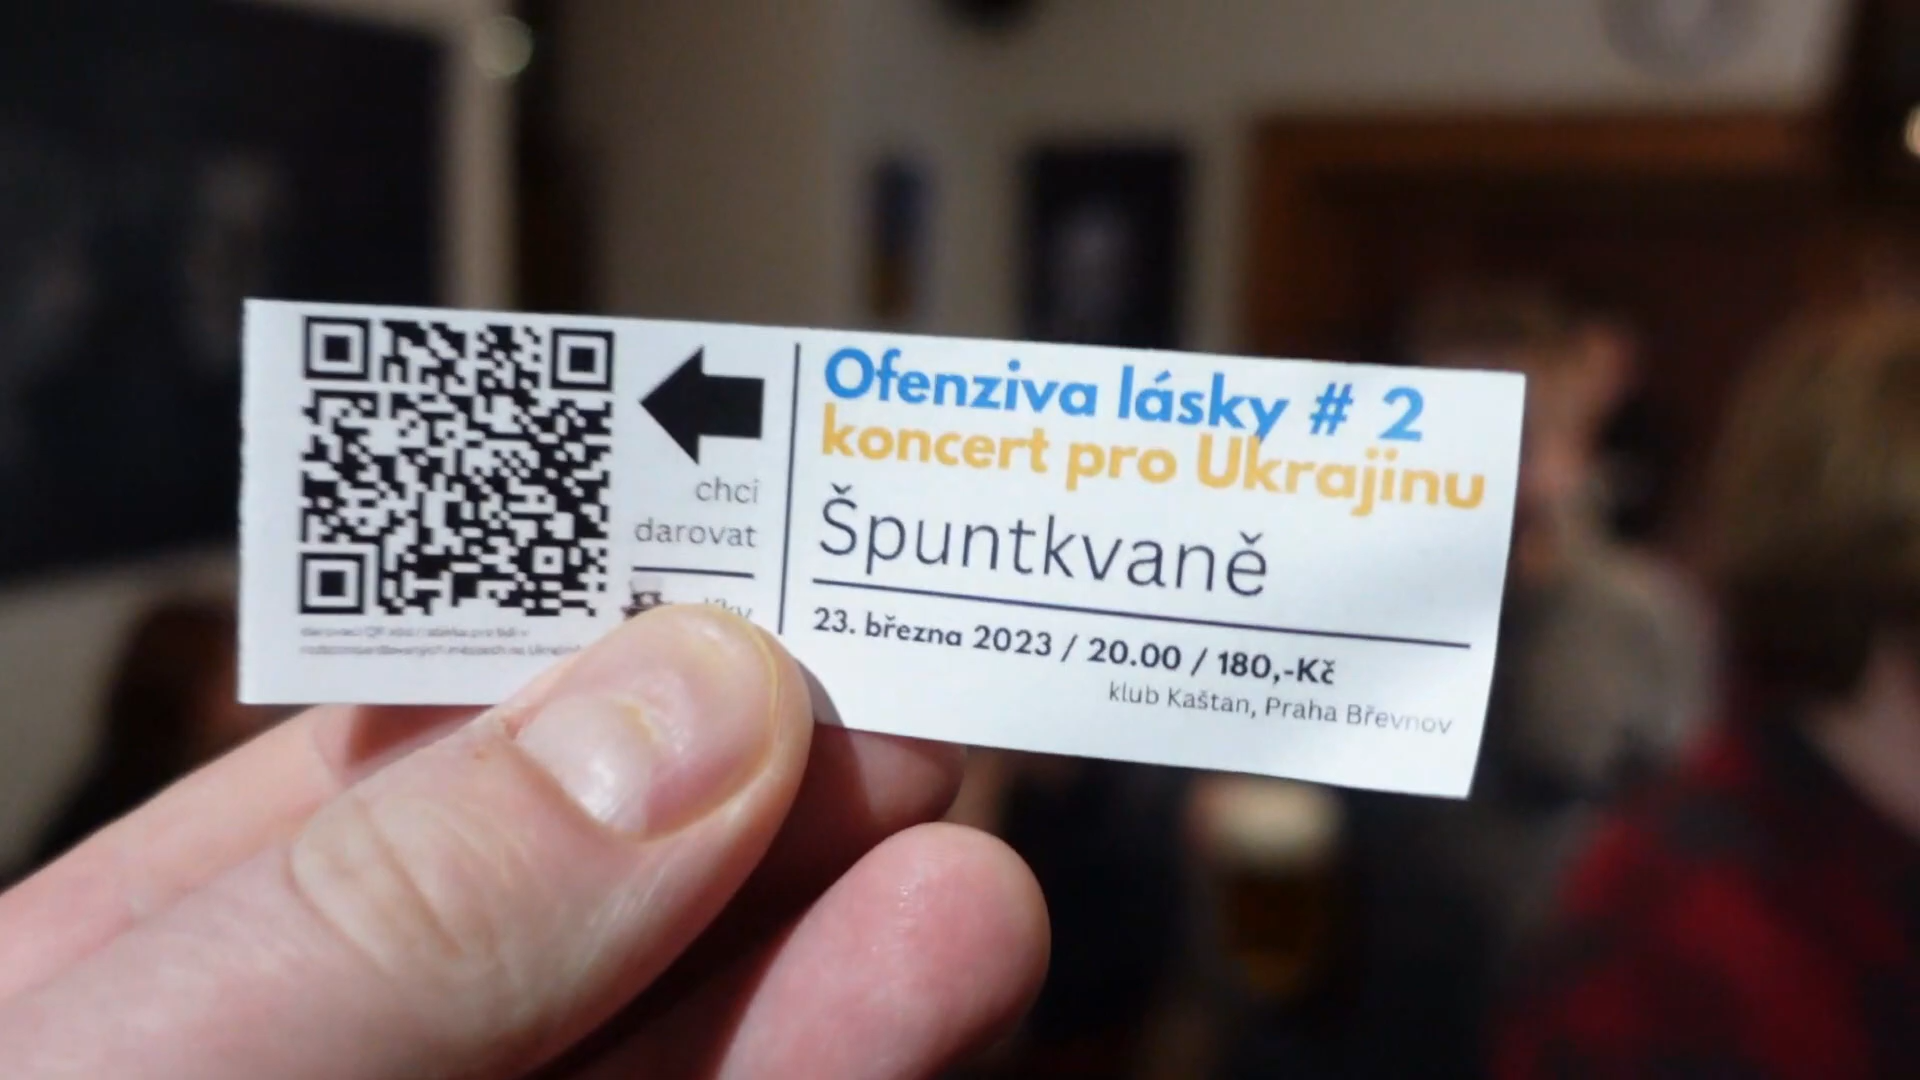 chci
darovat
Ofenziva lásky # 2
koncert pro Ukrajinu
Špuntkvaně
23. března 2023 / 20.00 / 180,-Kč
klub Kaštan, Praha Břevnov